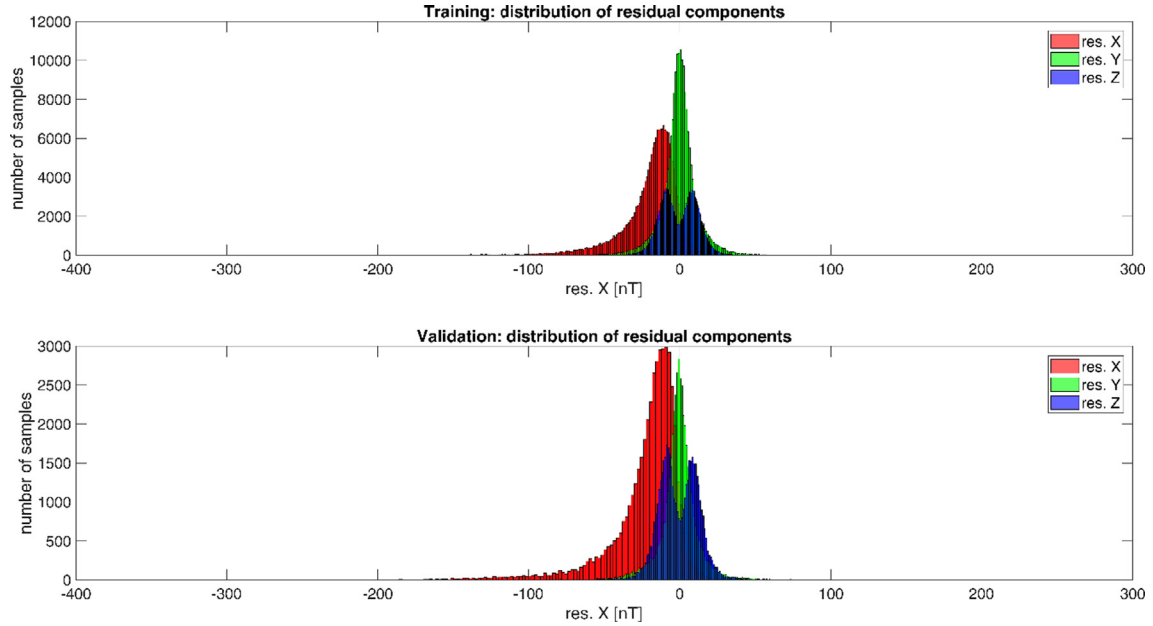 Training: distribution of residual components
12000
10000
8000
6000
4000
2000
0
number of samples
res. X
res. Y
res. Z
-400 -300 -200 -100 0 100 200 300
res. X [nT]
Validation: distribution of residual components
3000
2500
2000
1500
1000
500
0
number of samples
res. X
res. Y
res. Z
-400 -300 -200 -100 0 100 200 300
res. X [nT]